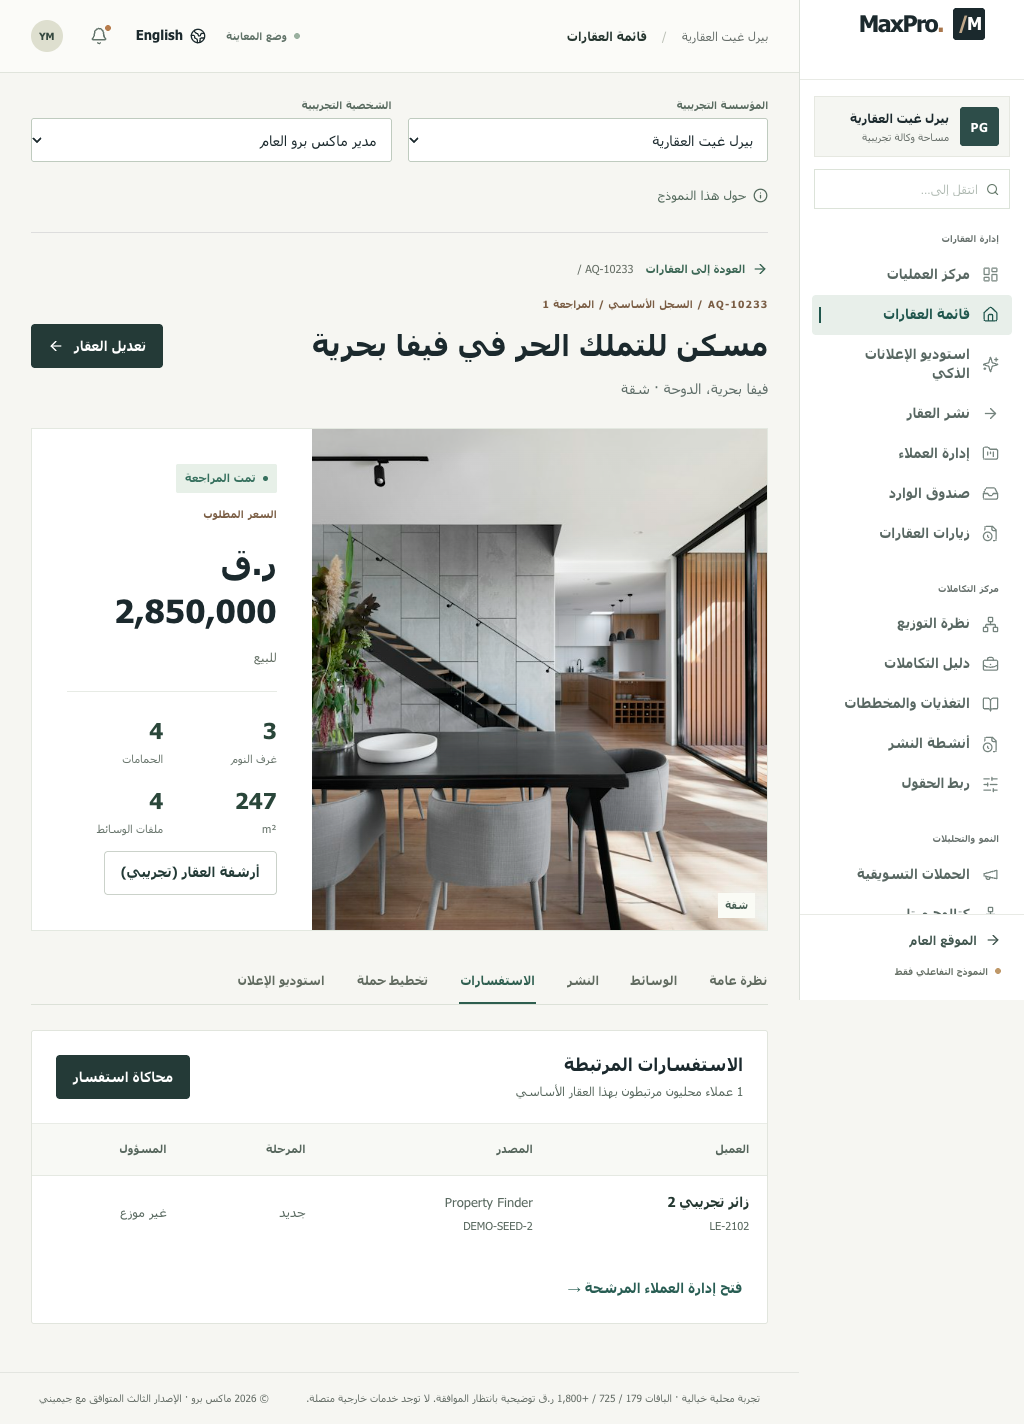 MaxPro.
/M
PG
بيرل غيت العقارية
مساحة وكالة تجريبية
انتقل إلى...
إدارة العقارات
مركز العمليات
قائمة العقارات
استوديو الإعلانات
الذكي
نشر العقار
إدارة العملاء
صندوق الوارد
زيارات العقارات
مركز التكاملات
نظرة التوزيع
دليل التكاملات
التغذيات والمخططات
أنشطة النشر
ربط الحقول
النمو والتحليلات
الحملات التسويقية
الموقع العام
النموذج التفاعلي فقط
بيرل غيت العقارية / قائمة العقارات
وضع المعاينة
English
YM
المؤسسة التجريبية
بيرل غيت العقارية
الشخصية التجريبية
مدير ماكس برو العام
حول هذا النموذج
العودة إلى العقارات
AQ-10233 /
AQ-10233 / السجل الأساسي / المراجعة 1
مسكن للتملك الحر في فيفا بحرية
تعديل العقار
فيفا بحرية، الدوحة · شقة
شقة
تمت المراجعة
السعر المطلوب
ر.ق
2,850,000
للبيع
3
غرف النوم
4
الحمامات
247
m²
4
ملفات الوسائط
أرشفة العقار (تجريبي)
نظرة عامة
الوسائط
النشر
الاستفسارات
تخطيط حملة
استوديو الإعلان
الاستفسارات المرتبطة
1 عملاء محليون مرتبطون بهذا العقار الأساسي
محاكاة استفسار
العميل
المصدر
المرحلة
المسؤول
زائر تجريبي 2
LE-2102
Property Finder
DEMO-SEED-2
جديد
غير موزع
فتح إدارة العملاء المرشحة
تجربة محلية خيالية · الباقات 179 / 725 / +1,800 ر.ق توضيحية بانتظار الموافقة. لا توجد خدمات خارجية متصلة.
© 2026 ماكس برو · الإصدار الثالث المتوافق مع جيميني